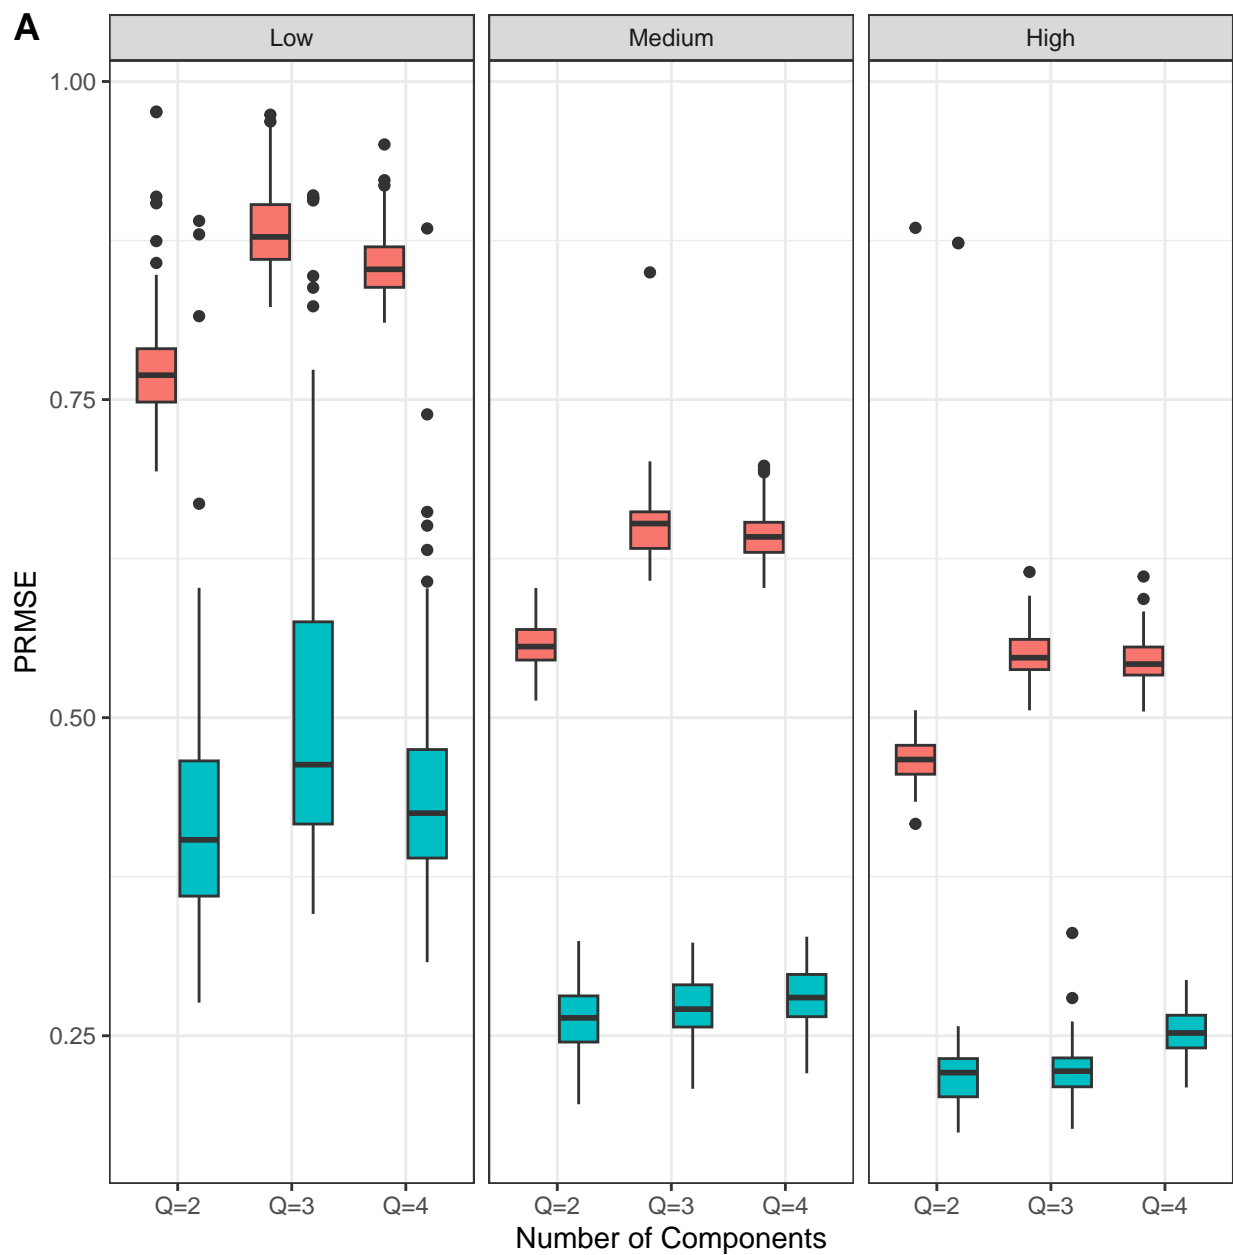 A
Low Medium High
1.00
0.75
0.50
0.25
PRMSE
Q=2 Q=3 Q=4 Q=2 Q=3 Q=4 Q=2 Q=3 Q=4
Number of Components